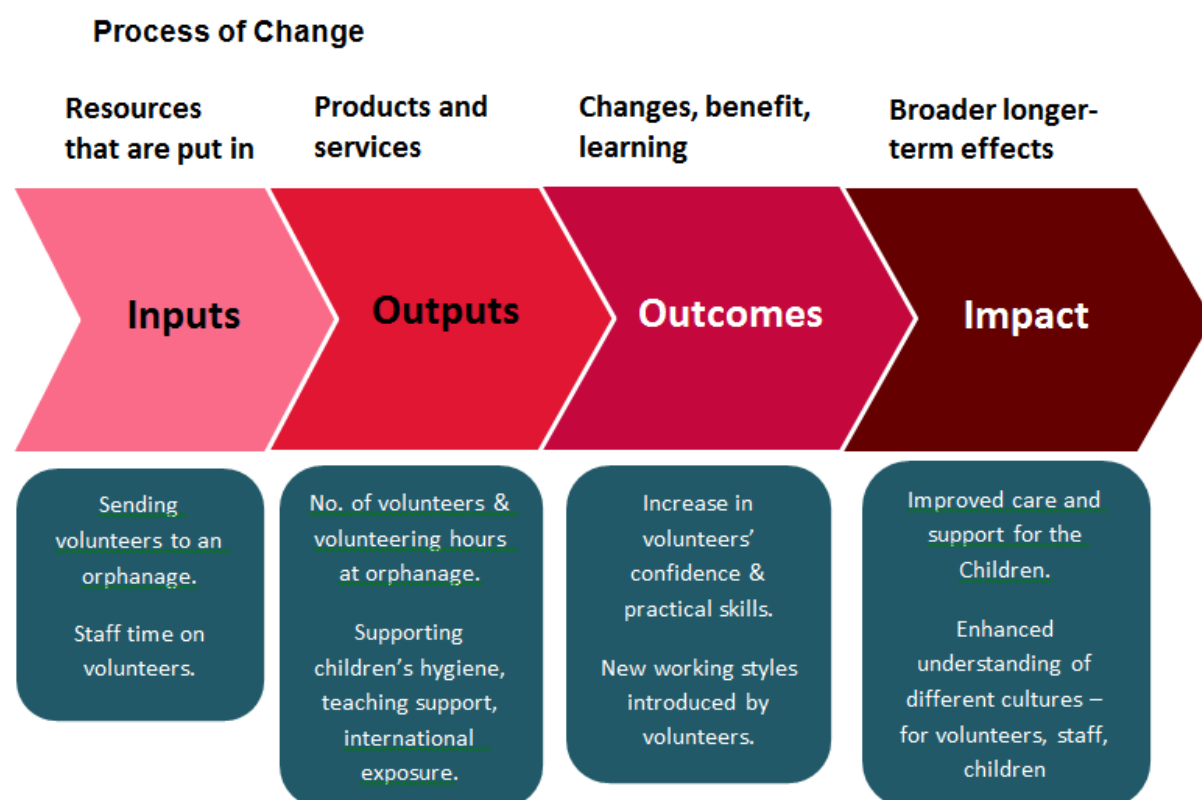 Process of Change
Resources
that are put in
Products and
services
Changes, benefit,
learning
Broader longer-
term effects
Inputs
Outputs
Outcomes
Impact
Sending
volunteers to an
orphanage.
Staff time on
volunteers.
No. of volunteers &
volunteering hours
at orphanage.
Supporting
children’s hygiene,
teaching support,
international
exposure.
Increase in
volunteers’
confidence &
practical skills.
New working styles
introduced by
volunteers.
Improved care and
support for the
Children.
Enhanced
understanding of
different cultures –
for volunteers, staff,
children